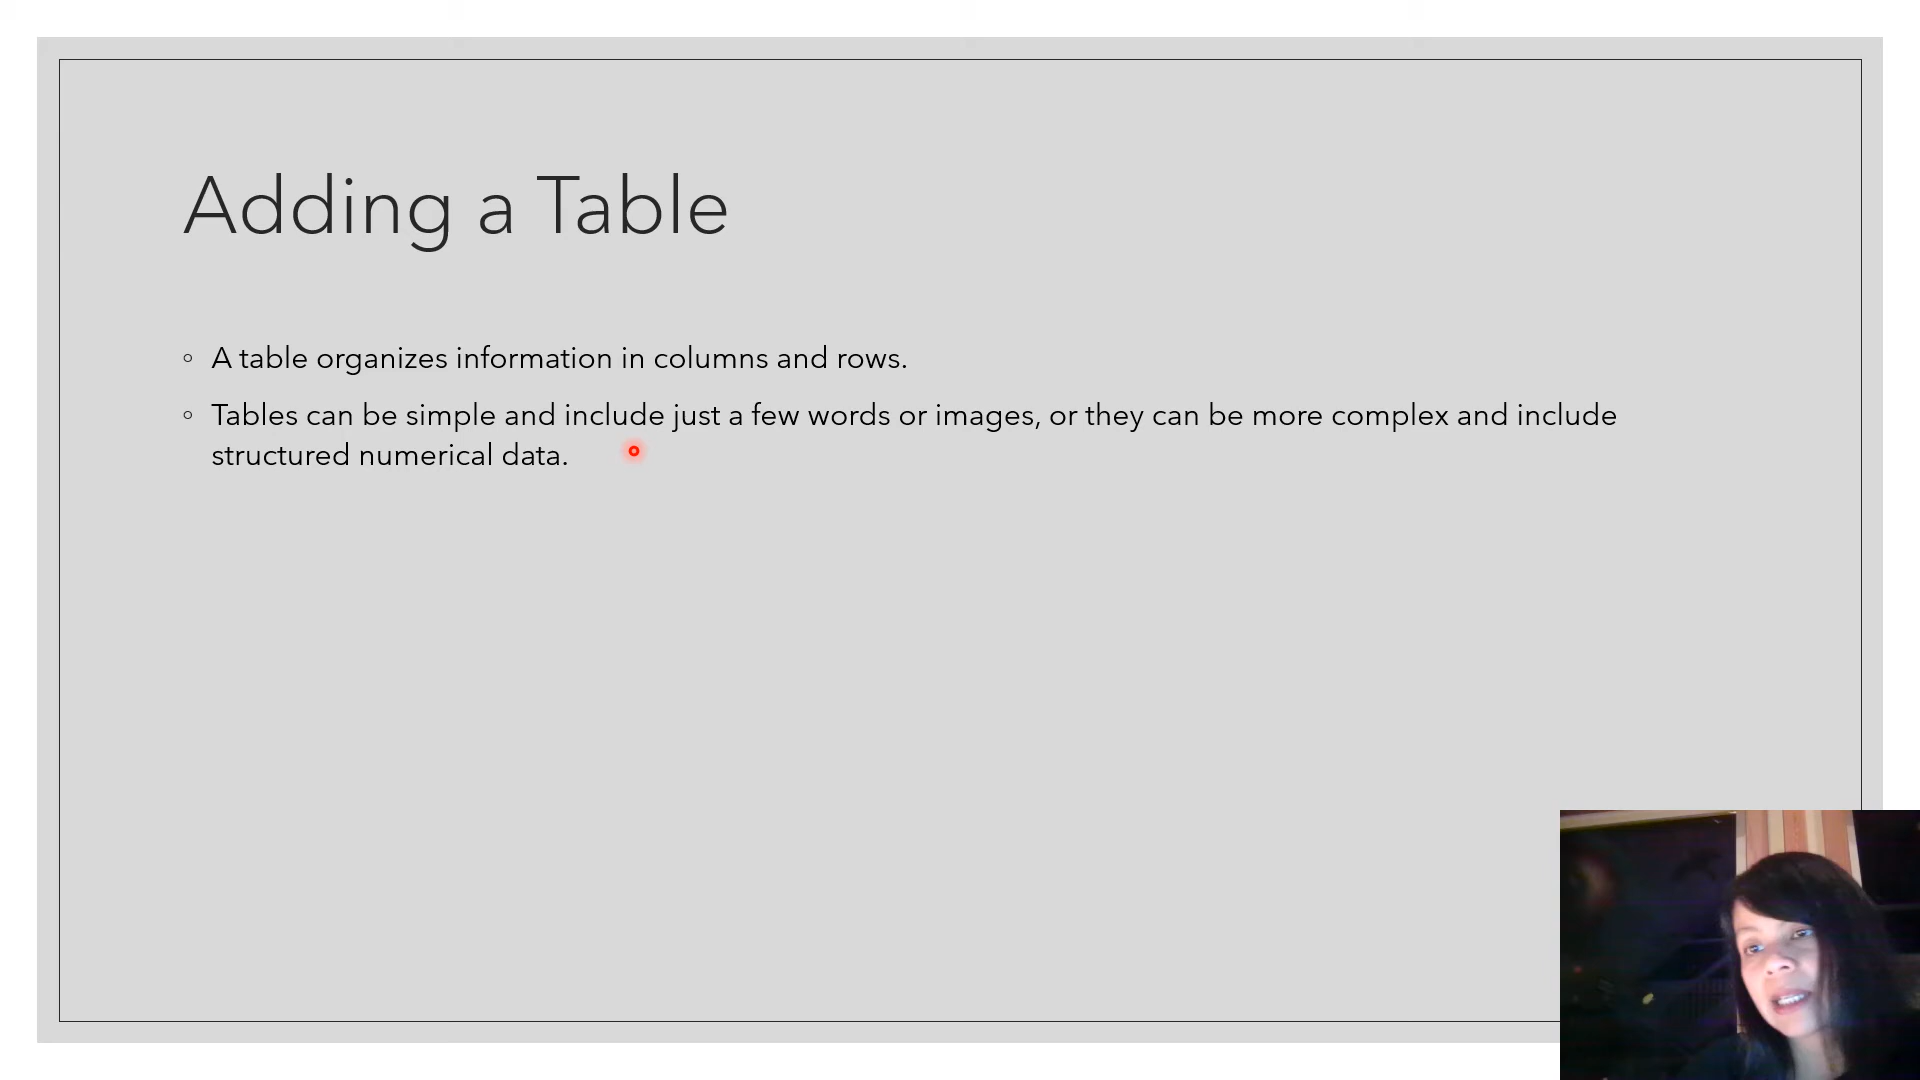 Adding a Table
A table organizes information in columns and rows.
Tables can be simple and include just a few words or images, or they can be more complex and include
structured numerical data.